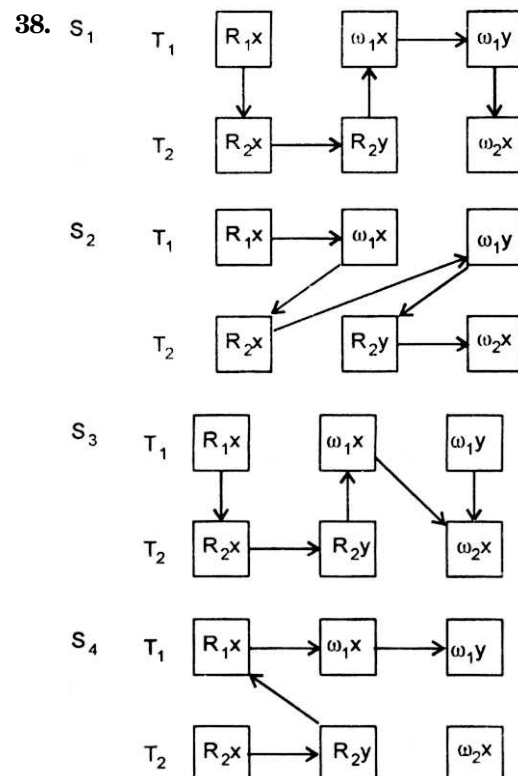 38. S₁ T₁ R₁x ω₁x ω₁y
T₂ R₂x R₂y ω₂x
S₂ T₁ R₁x ω₁x ω₁y
T₂ R₂x R₂y ω₂x
S₃ T₁ R₁x ω₁x ω₁y
T₂ R₂x R₂y ω₂x
S₄ T₁ R₁x ω₁x ω₁y
T₂ R₂x R₂y ω₂x